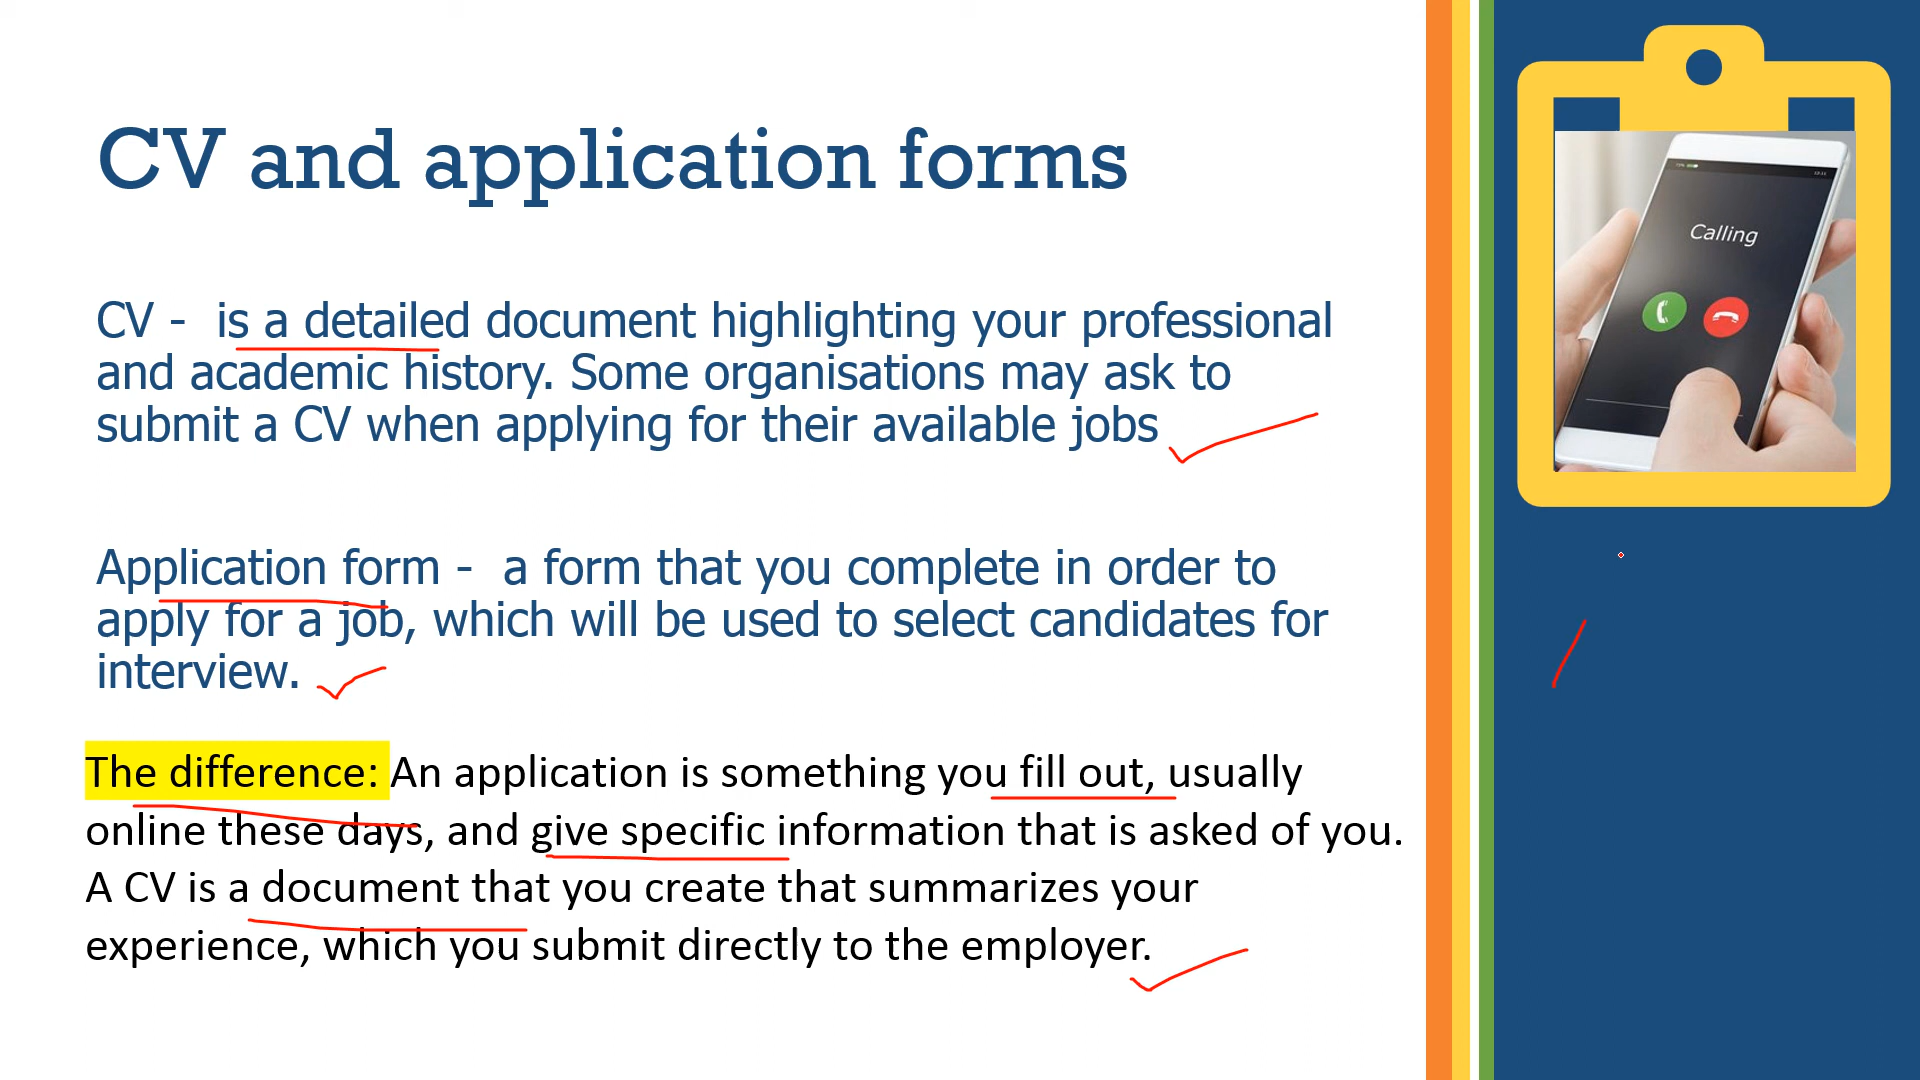 CV and application forms
CV -  is a detailed document highlighting your professional
and academic history. Some organisations may ask to
submit a CV when applying for their available jobs
Application form -  a form that you complete in order to
apply for a job, which will be used to select candidates for
interview.
The difference: An application is something you fill out, usually
online these days, and give specific information that is asked of you.
A CV is a document that you create that summarizes your
experience, which you submit directly to the employer.
Calling